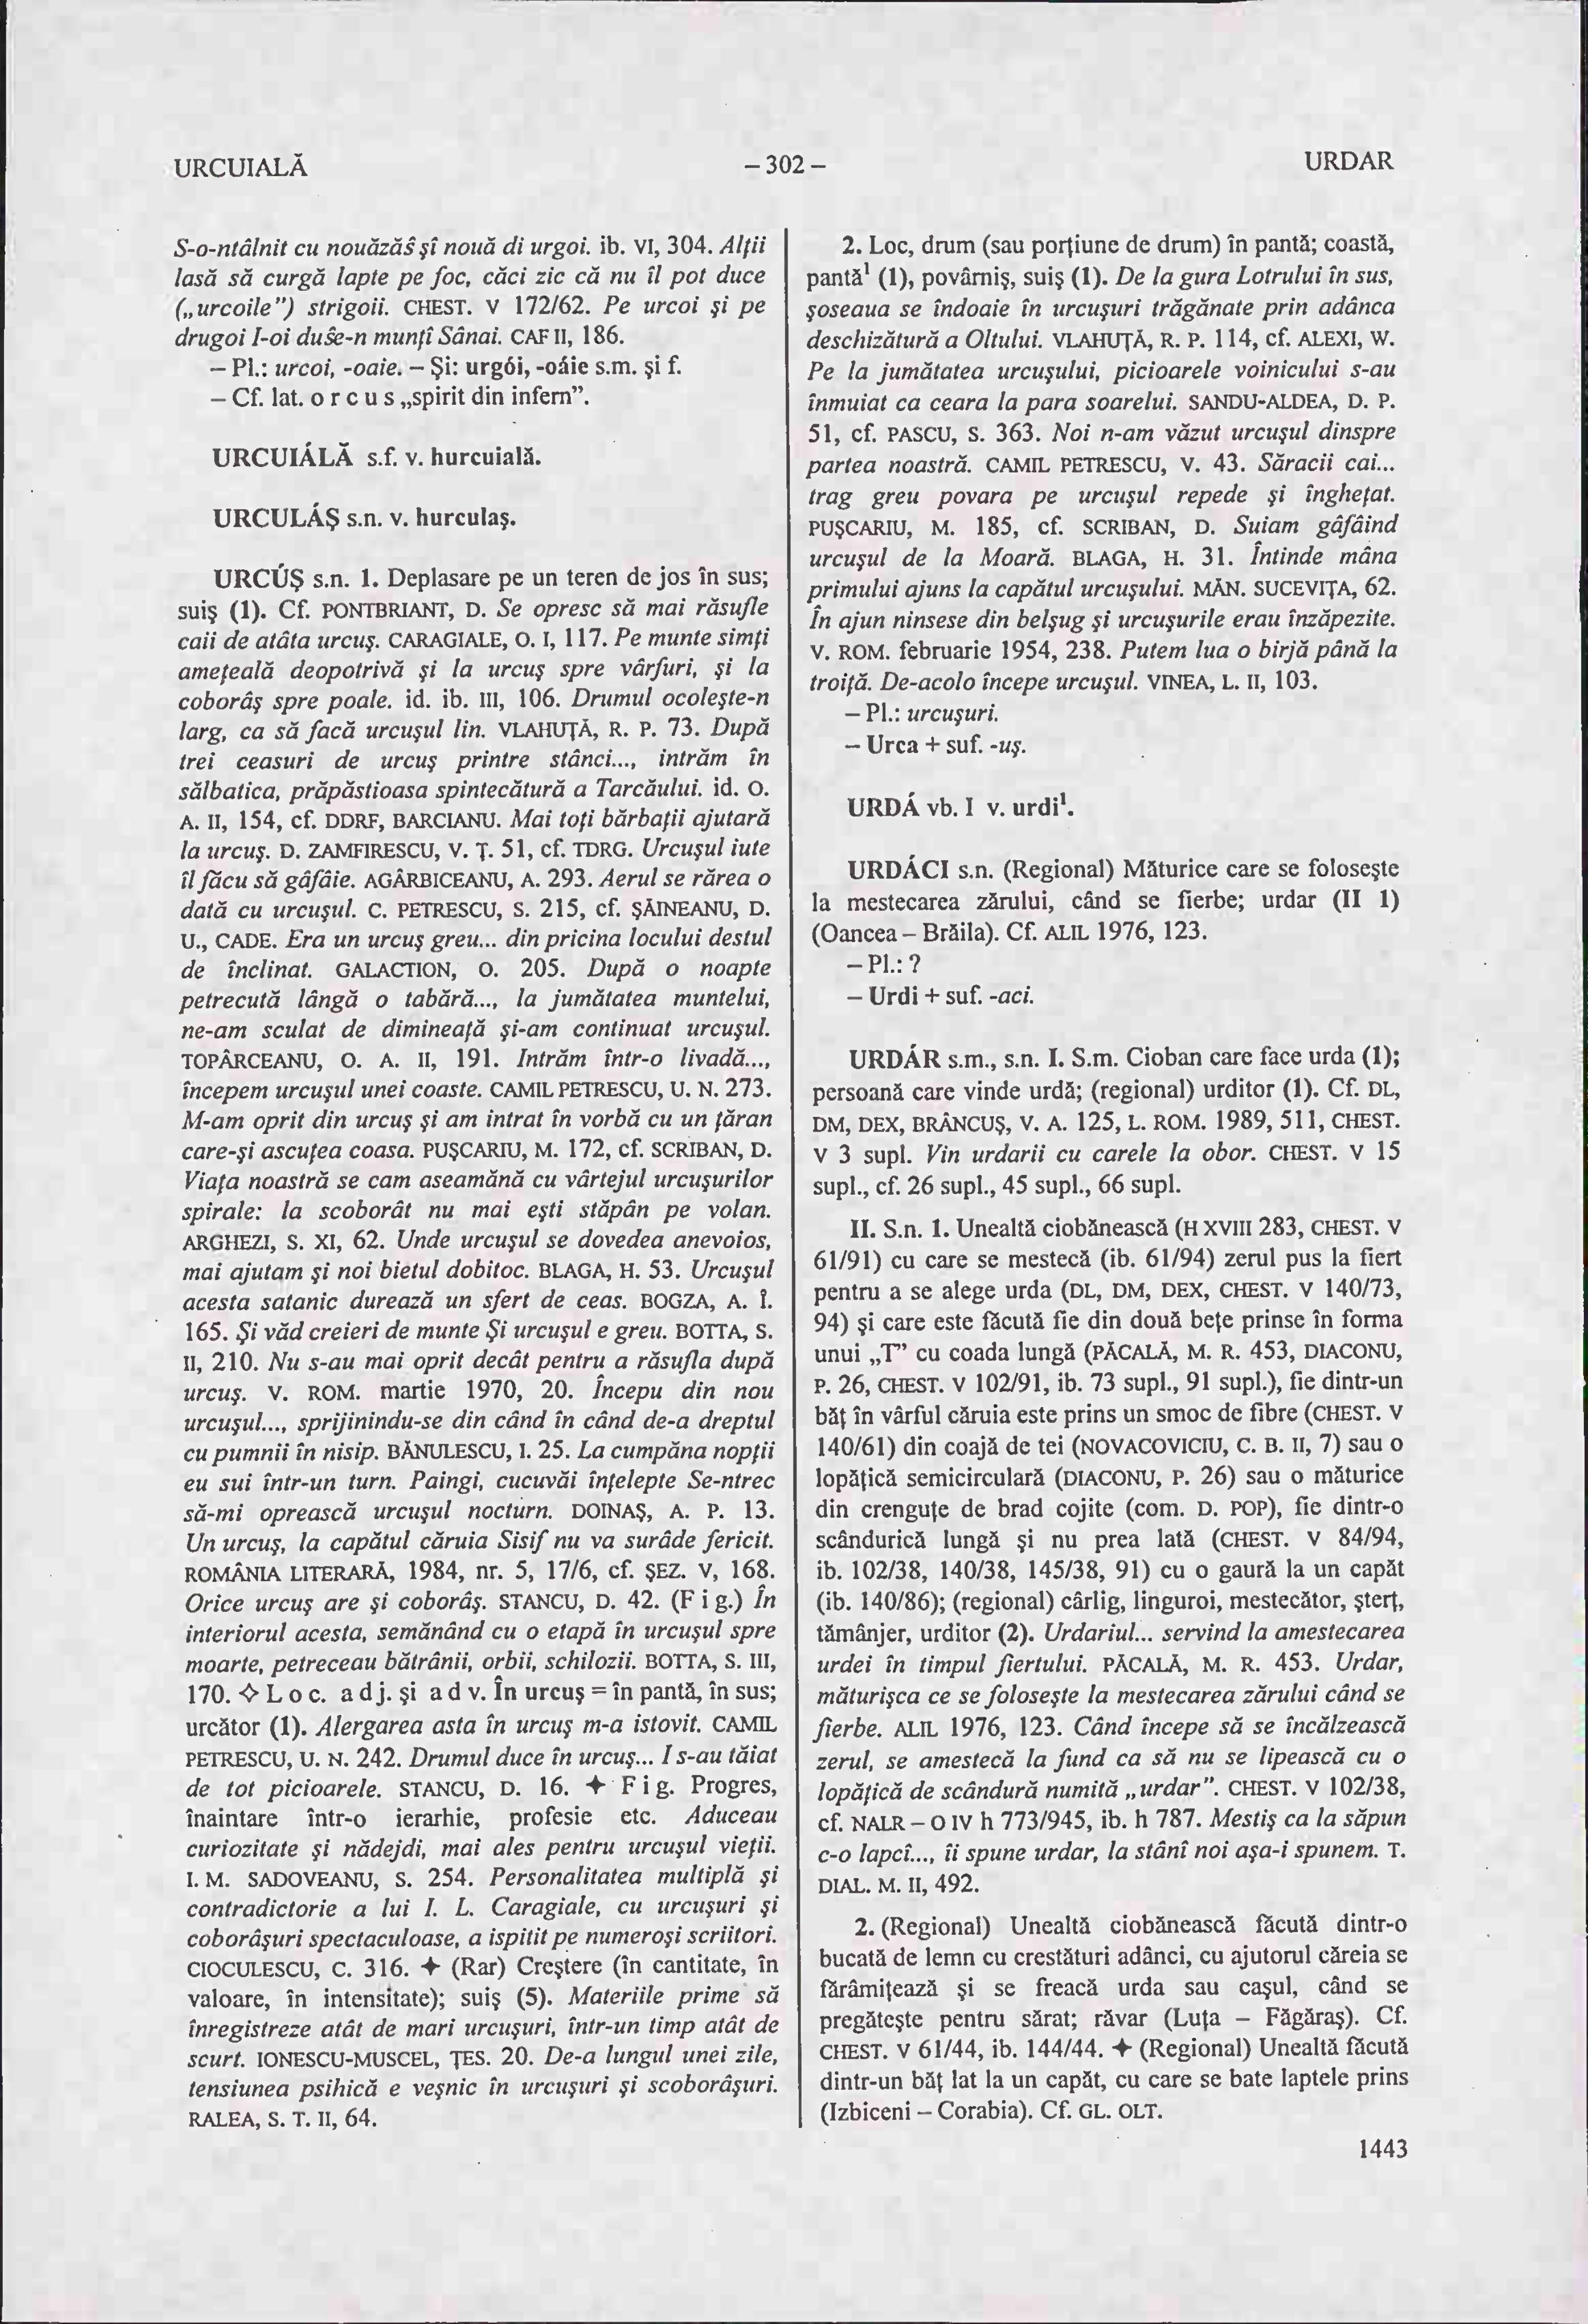 URCUIALĂ
– 302 –
URDAR
S-o-ntâlnit cu nouăzăŝ şî nouă di urgoi. ib. VI, 304. Alţii
lasă să curgă lapte pe foc, căci zic că nu îl pot duce
(„urcoile”) strigoii. CHEST. V 172/62. Pe urcoi şi pe
drugoi I-oi duŝe-n munţî Sânai. CAF II, 186.
– Pl.: urcoi, -oaie. – Şi: urgói, -oáie s.m. şi f.
– Cf. lat. o r c u s „spirit din infern”.
URCUIÁLĂ s.f. v. hurcuială.
URCULÁŞ s.n. v. hurculaş.
URCÚŞ s.n. 1. Deplasare pe un teren de jos în sus;
suiş (1). Cf. PONTBRIANT, D. Se opresc să mai răsufle
caii de atâta urcuş. CARAGIALE, O. I, 117. Pe munte simţi
ameţeală deopotrivă şi la urcuş spre vârfuri, şi la
coborâş spre poale. id. ib. III, 106. Drumul ocoleşte-n
larg, ca să facă urcuşul lin. VLAHUŢĂ, R. P. 73. După
trei ceasuri de urcuş printre stânci..., intrăm în
sălbatica, prăpăstioasa spintecătură a Tarcăului. id. O.
A. II, 154, cf. DDRF, BARCIANU. Mai toţi bărbaţii ajutară
la urcuş. D. ZAMFIRESCU, V. Ţ. 51, cf. TDRG. Urcuşul iute
îl făcu să gâfâie. AGÂRBICEANU, A. 293. Aerul se rărea o
dată cu urcuşul. C. PETRESCU, S. 215, cf. ŞĂINEANU, D.
U., CADE. Era un urcuş greu... din pricina locului destul
de înclinat. GALACTION, O. 205. După o noapte
petrecută lângă o tabără..., la jumătatea muntelui,
ne-am sculat de dimineaţă şi-am continuat urcuşul.
TOPÂRCEANU, O. A. II, 191. Intrăm într-o livadă...,
începem urcuşul unei coaste. CAMIL PETRESCU, U. N. 273.
M-am oprit din urcuş şi am intrat în vorbă cu un ţăran
care-şi ascuţea coasa. PUŞCARIU, M. 172, cf. SCRIBAN, D.
Viaţa noastră se cam aseamănă cu vârtejul urcuşurilor
spirale: la scoborât nu mai eşti stăpân pe volan.
ARGHEZI, S. XI, 62. Unde urcuşul se dovedea anevoios,
mai ajutam şi noi bietul dobitoc. BLAGA, H. 53. Urcuşul
acesta satanic durează un sfert de ceas. BOGZA, A. Î.
165. Şi văd creieri de munte Şi urcuşul e greu. BOTTA, S.
II, 210. Nu s-au mai oprit decât pentru a răsufla după
urcuş. V. ROM. martie 1970, 20. Începu din nou
urcuşul..., sprijinindu-se din când în când de-a dreptul
cu pumnii în nisip. BĂNULESCU, I. 25. La cumpăna nopţii
eu sui într-un turn. Paingi, cucuvăi înţelepte Se-ntrec
să-mi oprească urcuşul nocturn. DOINAŞ, A. P. 13.
Un urcuş, la capătul căruia Sisif nu va surâde fericit.
ROMÂNIA LITERARĂ, 1984, nr. 5, 17/6, cf. ŞEZ. V, 168.
Orice urcuş are şi coborâş. STANCU, D. 42. (F i g.) În
interiorul acesta, semănând cu o etapă în urcuşul spre
moarte, petreceau bătrânii, orbii, schilozii. BOTTA, S. III,
170. ◇ L o c. a d j. şi a d v. În urcuş = în pantă, în sus;
urcător (1). Alergarea asta în urcuş m-a istovit. CAMIL
PETRESCU, U. N. 242. Drumul duce în urcuş... I s-au tăiat
de tot picioarele. STANCU, D. 16. ✦ F i g. Progres,
înaintare într-o ierarhie, profesie etc. Aduceau
curiozitate şi nădejdi, mai ales pentru urcuşul vieţii.
I. M. SADOVEANU, S. 254. Personalitatea multiplă şi
contradictorie a lui I. L. Caragiale, cu urcuşuri şi
coborâşuri spectaculoase, a ispitit pe numeroşi scriitori.
CIOCULESCU, C. 316. ✦ (Rar) Creştere (în cantitate, în
valoare, în intensitate); suiş (5). Materiile prime să
înregistreze atât de mari urcuşuri, într-un timp atât de
scurt. IONESCU-MUSCEL, ŢES. 20. De-a lungul unei zile,
tensiunea psihică e veşnic în urcuşuri şi scoborâşuri.
RALEA, S. T. II, 64.
2. Loc, drum (sau porţiune de drum) în pantă; coastă,
pantă¹ (1), povârniş, suiş (1). De la gura Lotrului în sus,
şoseaua se îndoaie în urcuşuri trăgănate prin adânca
deschizătură a Oltului. VLAHUŢĂ, R. P. 114, cf. ALEXI, W.
Pe la jumătatea urcuşului, picioarele voinicului s-au
înmuiat ca ceara la para soarelui. SANDU-ALDEA, D. P.
51, cf. PASCU, S. 363. Noi n-am văzut urcuşul dinspre
partea noastră. CAMIL PETRESCU, V. 43. Săracii cai...
trag greu povara pe urcuşul repede şi îngheţat.
PUŞCARIU, M. 185, cf. SCRIBAN, D. Suiam gâfâind
urcuşul de la Moară. BLAGA, H. 31. Întinde mâna
primului ajuns la capătul urcuşului. MĂN. SUCEVIŢA, 62.
În ajun ninsese din belşug şi urcuşurile erau înzăpezite.
V. ROM. februarie 1954, 238. Putem lua o birjă până la
troiţă. De-acolo începe urcuşul. VINEA, L. II, 103.
– Pl.: urcuşuri.
– Urca + suf. -uş.
URDÁ vb. I v. urdi¹.
URDÁCI s.n. (Regional) Măturice care se foloseşte
la mestecarea zărului, când se fierbe; urdar (II 1)
(Oancea – Brăila). Cf. ALIL 1976, 123.
– Pl.: ?
– Urdi + suf. -aci.
URDÁR s.m., s.n. I. S.m. Cioban care face urda (1);
persoană care vinde urdă; (regional) urditor (1). Cf. DL,
DM, DEX, BRÂNCUŞ, V. A. 125, L. ROM. 1989, 511, CHEST.
V 3 supl. Vin urdarii cu carele la obor. CHEST. V 15
supl., cf. 26 supl., 45 supl., 66 supl.
II. S.n. 1. Unealtă ciobănească (H XVIII 283, CHEST. V
61/91) cu care se mestecă (ib. 61/94) zerul pus la fiert
pentru a se alege urda (DL, DM, DEX, CHEST. V 140/73,
94) şi care este făcută fie din două beţe prinse în forma
unui „T” cu coada lungă (PĂCALĂ, M. R. 453, DIACONU,
P. 26, CHEST. V 102/91, ib. 73 supl., 91 supl.), fie dintr-un
băţ în vârful căruia este prins un smoc de fibre (CHEST. V
140/61) din coajă de tei (NOVACOVICIU, C. B. II, 7) sau o
lopăţică semicirculară (DIACONU, P. 26) sau o măturice
din crenguţe de brad cojite (com. D. POP), fie dintr-o
scândurică lungă şi nu prea lată (CHEST. V 84/94,
ib. 102/38, 140/38, 145/38, 91) cu o gaură la un capăt
(ib. 140/86); (regional) cârlig, linguroi, mestecător, şterţ,
tămânjer, urditor (2). Urdariul... servind la amestecarea
urdei în timpul fiertului. PĂCALĂ, M. R. 453. Urdar,
măturişca ce se foloseşte la mestecarea zărului când se
fierbe. ALIL 1976, 123. Când începe să se încălzească
zerul, se amestecă la fund ca să nu se lipească cu o
lopăţică de scândură numită „urdar”. CHEST. V 102/38,
cf. NALR – O IV h 773/945, ib. h 787. Mestiş ca la săpun
c-o lapcî..., îi spune urdar, la stânî noi aşa-i spunem. T.
DIAL. M. II, 492.
2. (Regional) Unealtă ciobănească făcută dintr-o
bucată de lemn cu crestături adânci, cu ajutorul căreia se
fărâmiţează şi se freacă urda sau caşul, când se
pregăteşte pentru sărat; răvar (Luţa – Făgăraş). Cf.
CHEST. V 61/44, ib. 144/44. ✦ (Regional) Unealtă făcută
dintr-un băţ lat la un capăt, cu care se bate laptele prins
(Izbiceni – Corabia). Cf. GL. OLT.
1443